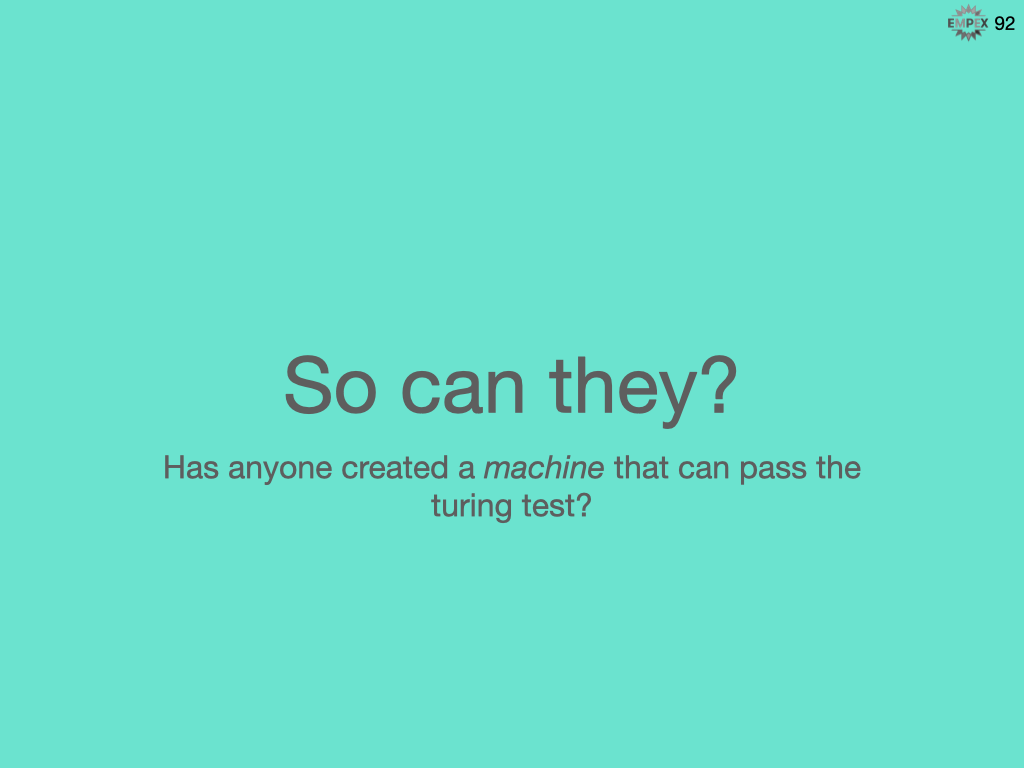 EMPEX 92
So can they?
Has anyone created a machine that can pass the
turing test?